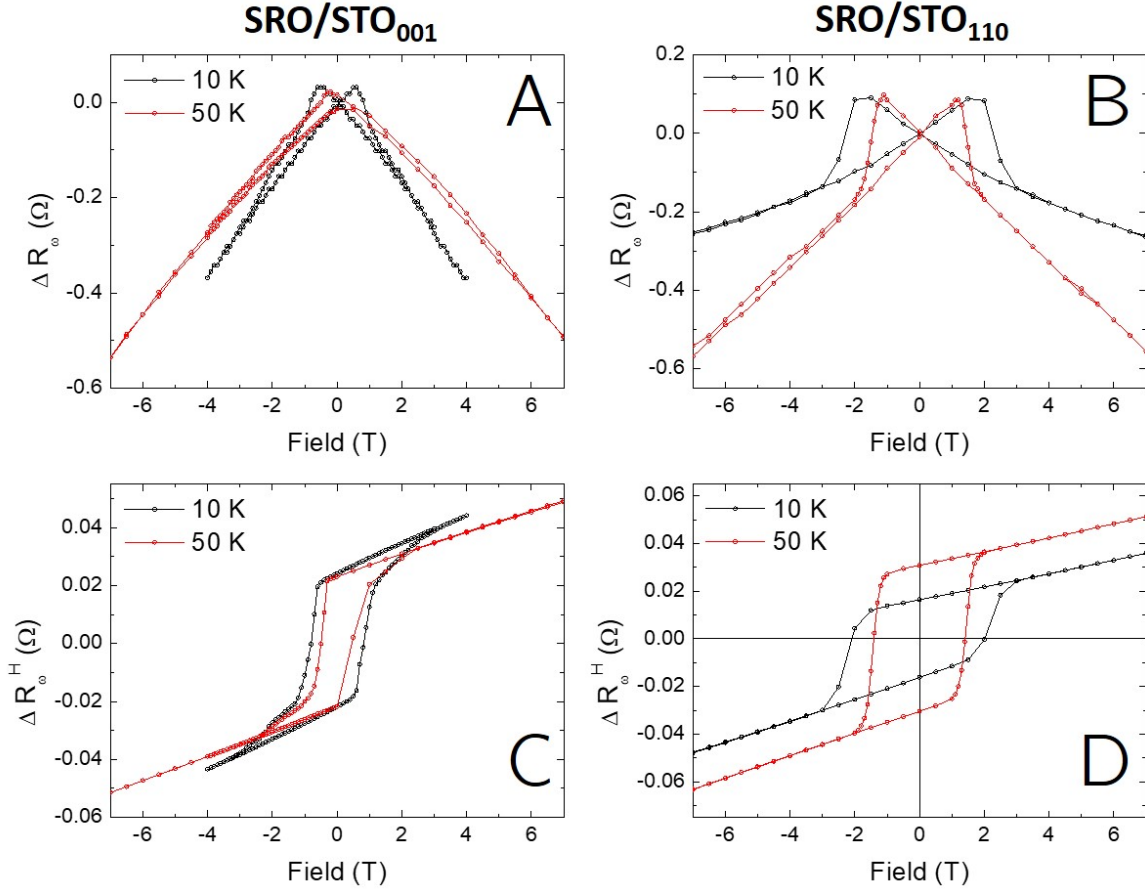 SRO/STO001
SRO/STO110
10 K
50 K
A
0.0
-0.2
-0.4
-0.6
Δ Rω (Ω)
-6 -4 -2 0 2 4 6
Field (T)
10 K
50 K
B
0.2
0.0
-0.2
-0.4
-0.6
Δ Rω (Ω)
-6 -4 -2 0 2 4 6
Field (T)
10 K
50 K
C
0.04
0.02
0.00
-0.02
-0.04
-0.06
Δ RωH (Ω)
-6 -4 -2 0 2 4 6
Field (T)
10 K
50 K
D
0.06
0.04
0.02
0.00
-0.02
-0.04
-0.06
Δ RωH (Ω)
-6 -4 -2 0 2 4 6
Field (T)